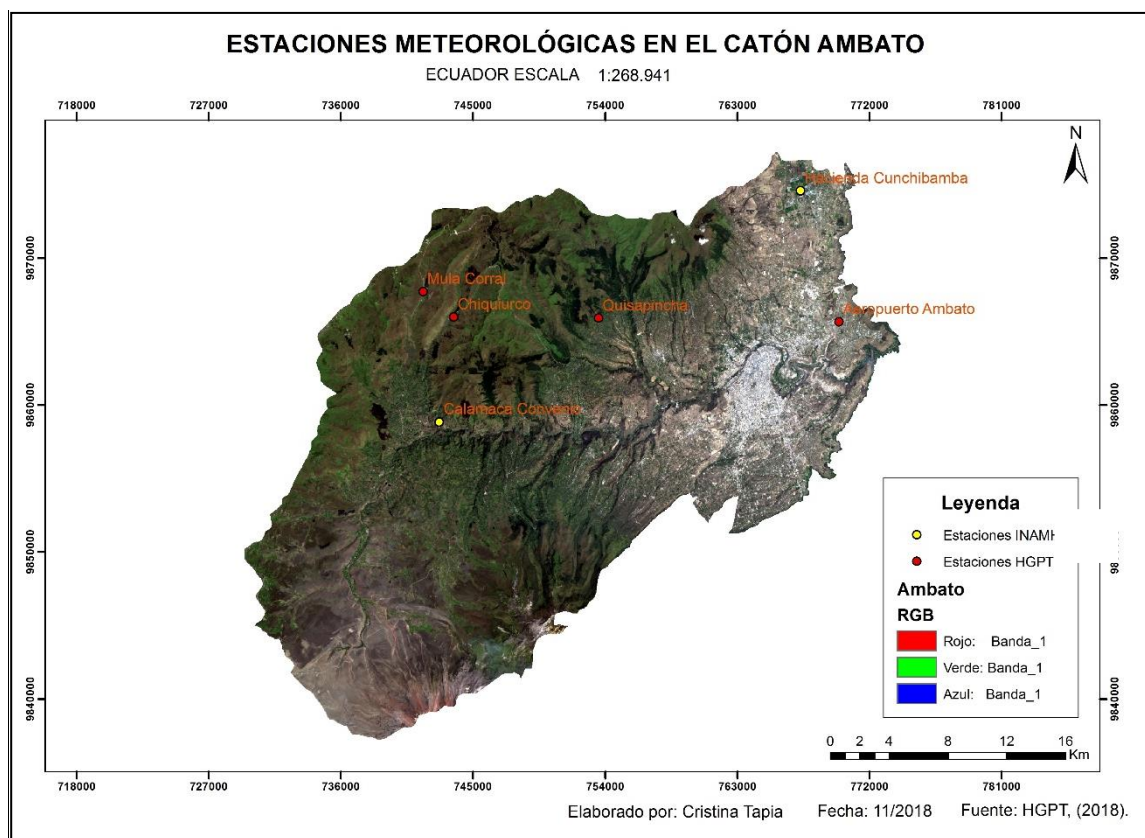 ESTACIONES METEOROLÓGICAS EN EL CATÓN AMBATO
ECUADOR ESCALA 1:268.941
718000 727000 736000 745000 754000 763000 772000 781000
N
Hacienda Cunchibamba
9870000 9870000
Mula Corral
Chiquiurco
Quisapincha
Aeropuerto Ambato
9860000 9860000
Calamaca Convenio
Leyenda
Estaciones INAMH
Estaciones HGPT
9850000
Ambato
RGB
Rojo: Banda_1
Verde: Banda_1
Azul: Banda_1
9840000 9840000
0 2 4 8 12 16
Km
718000 727000 736000 745000 754000 763000 772000 781000
Elaborado por: Cristina Tapia Fecha: 11/2018 Fuente: HGPT, (2018).